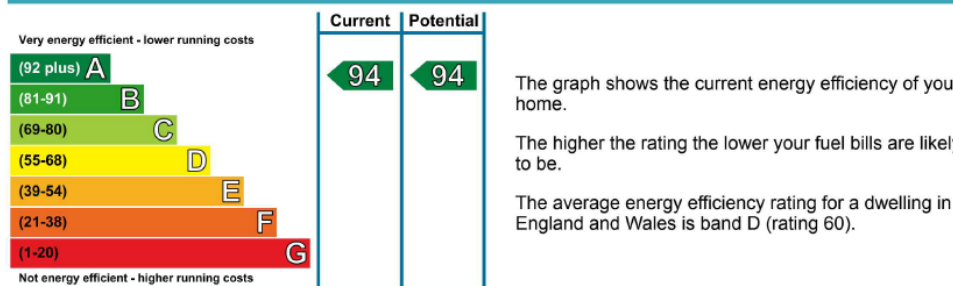 Current Potential
Very energy efficient - lower running costs
(92 plus) A
94 94
(81-91) B
(69-80) C
(55-68) D
(39-54) E
(21-38) F
(1-20) G
Not energy efficient - higher running costs
The graph shows the current energy efficiency of you
home.
The higher the rating the lower your fuel bills are likely
to be.
The average energy efficiency rating for a dwelling in
England and Wales is band D (rating 60).